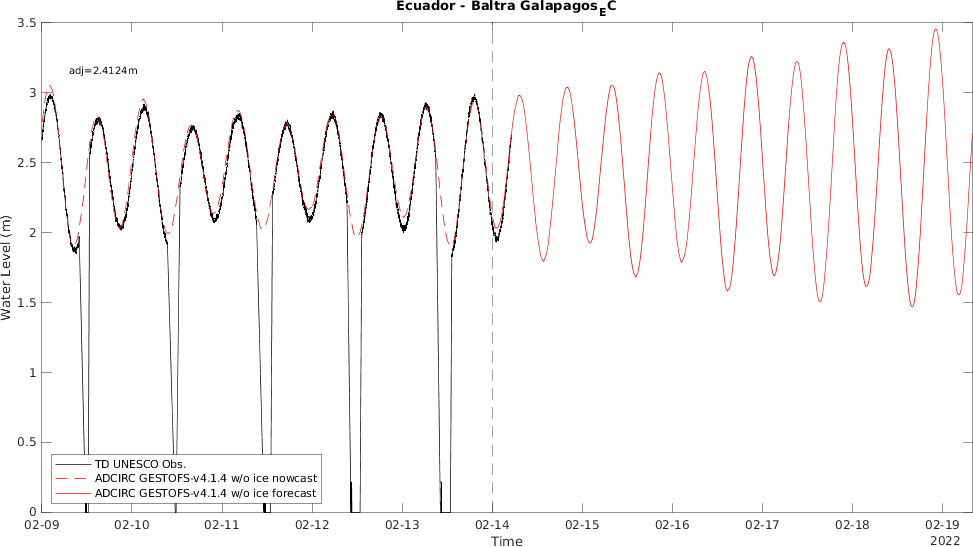 Ecuador - Baltra GalapagosEC
adj=2.4124m
3.5
3
2.5
2
1.5
1
0.5
0
Water Level (m)
TD UNESCO Obs.
ADCIRC GESTOFS-v4.1.4 w/o ice nowcast
ADCIRC GESTOFS-v4.1.4 w/o ice forecast
02-09 02-10 02-11 02-12 02-13 02-14 02-15 02-16 02-17 02-18 02-19
Time 2022